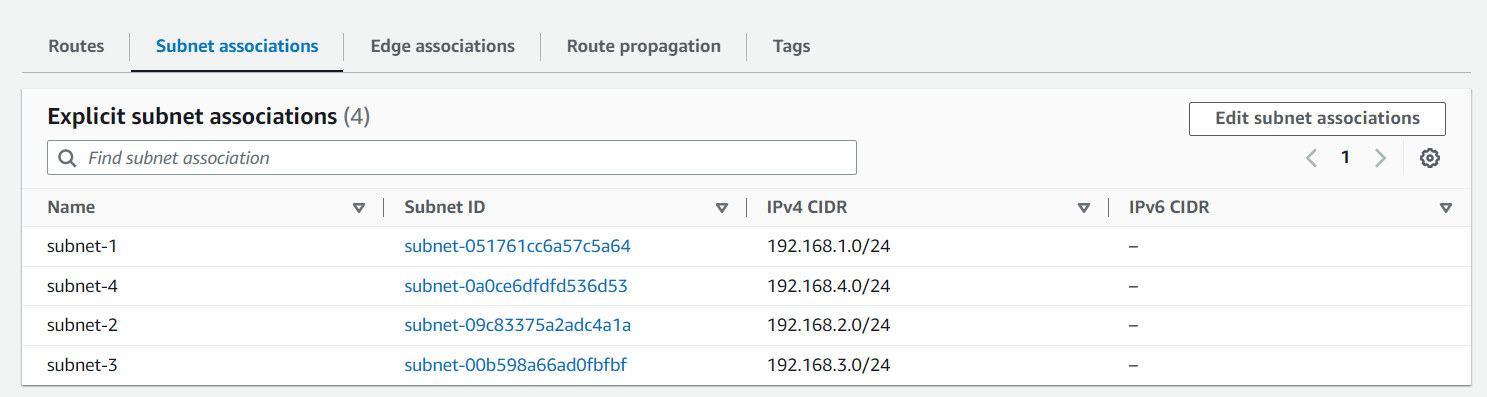 Routes Subnet associations Edge associations Route propagation Tags
Explicit subnet associations (4)
Edit subnet associations
Find subnet association
1
Name Subnet ID IPv4 CIDR IPv6 CIDR
subnet-1 subnet-051761cc6a57c5a64 192.168.1.0/24 –
subnet-4 subnet-0a0ce6dfdfd536d53 192.168.4.0/24 –
subnet-2 subnet-09c83375a2adc4a1a 192.168.2.0/24 –
subnet-3 subnet-00b598a66ad0fbfbf 192.168.3.0/24 –